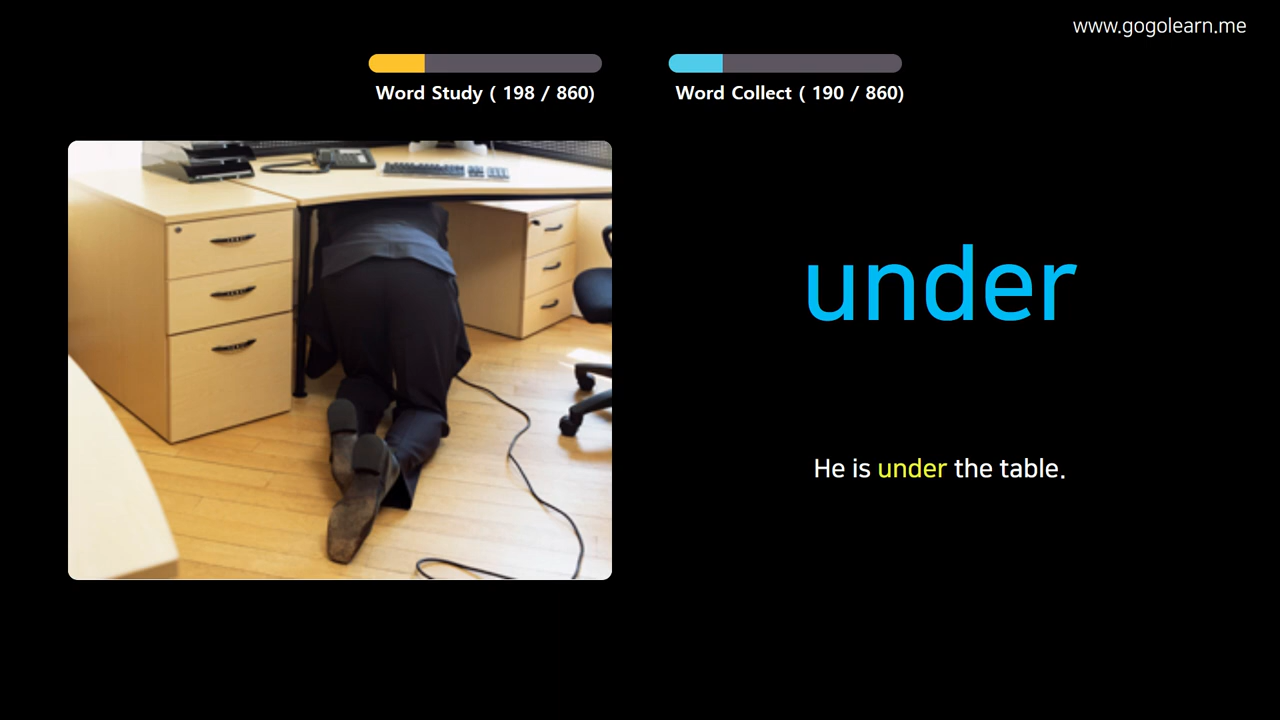 www.gogolearn.me
Word Study ( 198 / 860)
Word Collect ( 190 / 860)
under
He is under the table.